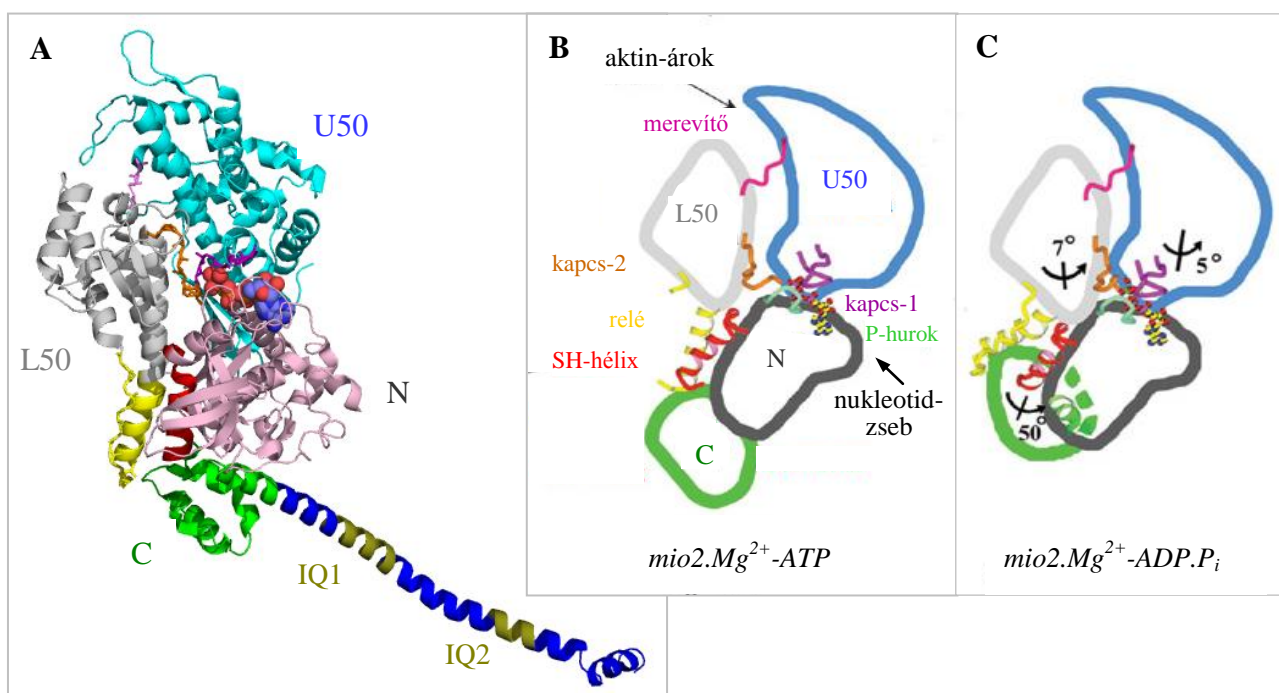 A
U50
L50
N
C
IQ1
IQ2
B
aktin-árok
merevítő
U50
L50
kapcs-2
kapcs-1
relé
P-hurok
SH-hélix
N
nukleotid-
zseb
C
mio2.Mg²⁺-ATP
C
7°
5°
50°
mio2.Mg²⁺-ADP.Pᵢ